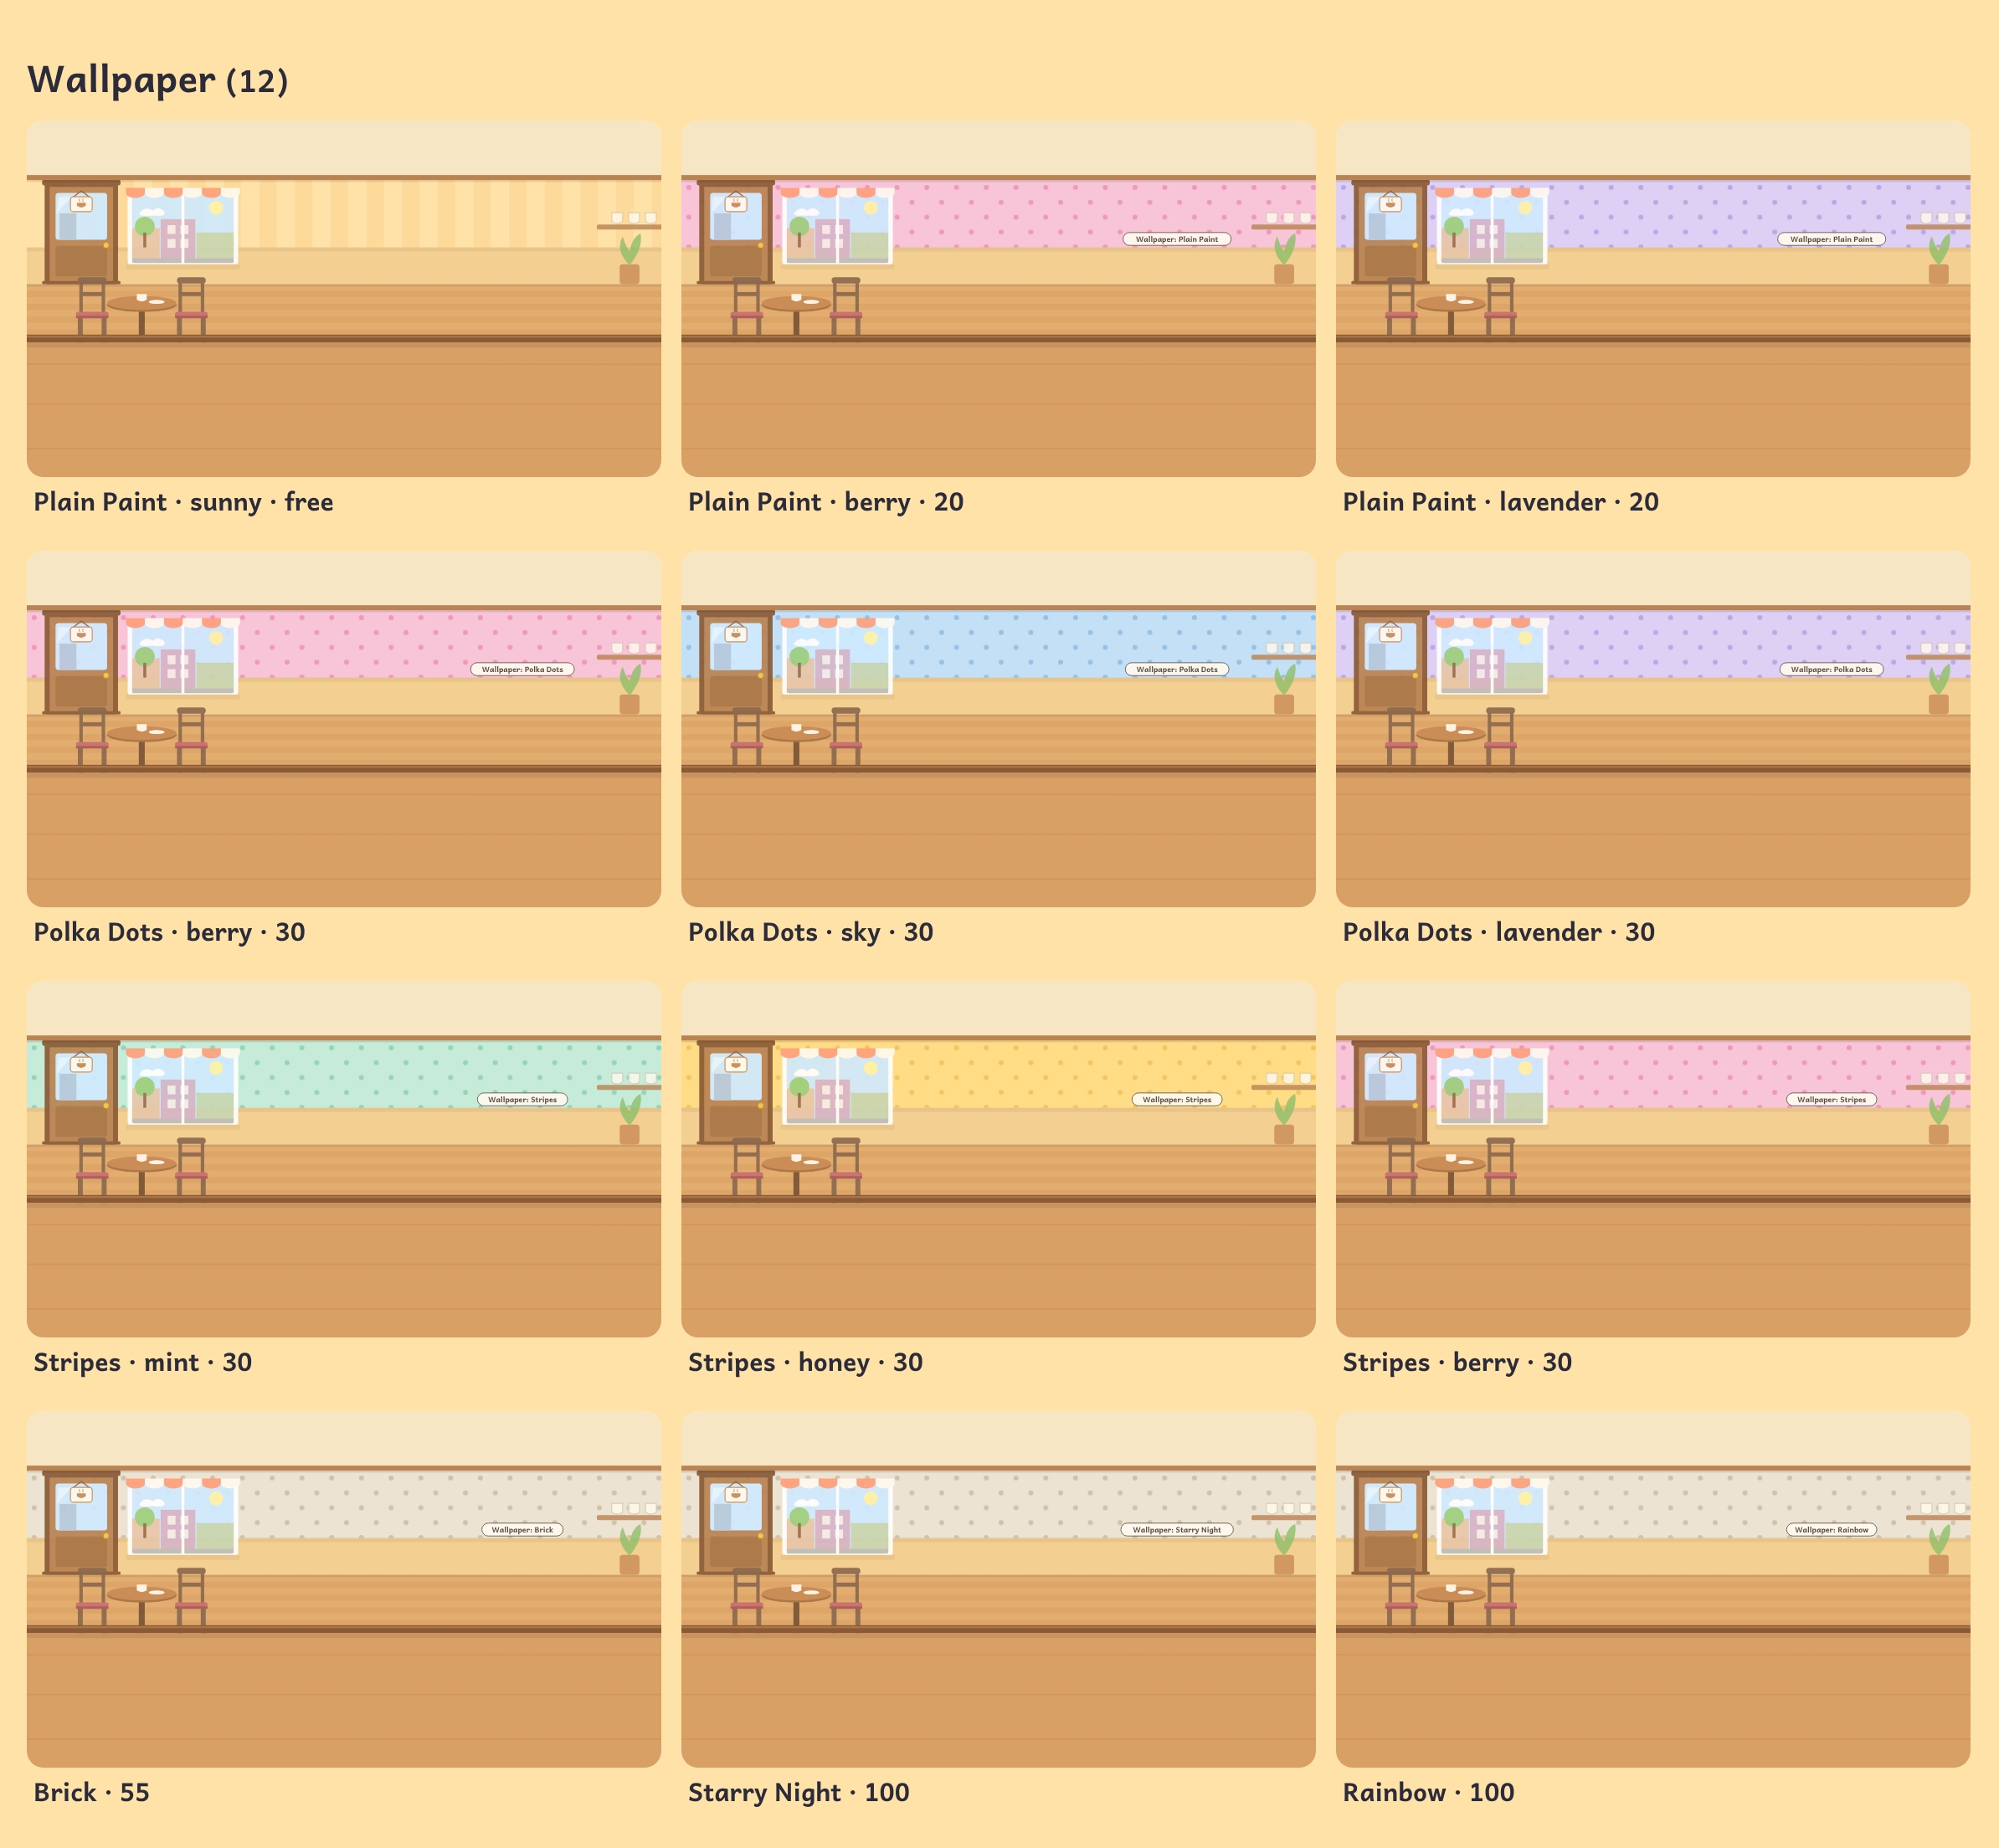 Wallpaper (12)
Wallpaper: Plain Paint
Wallpaper: Plain Paint
Plain Paint · sunny · free
Plain Paint · berry · 20
Plain Paint · lavender · 20
Wallpaper: Polka Dots
Wallpaper: Polka Dots
Wallpaper: Polka Dots
Polka Dots · berry · 30
Polka Dots · sky · 30
Polka Dots · lavender · 30
Wallpaper: Stripes
Wallpaper: Stripes
Wallpaper: Stripes
Stripes · mint · 30
Stripes · honey · 30
Stripes · berry · 30
Wallpaper: Brick
Wallpaper: Starry Night
Wallpaper: Rainbow
Brick · 55
Starry Night · 100
Rainbow · 100